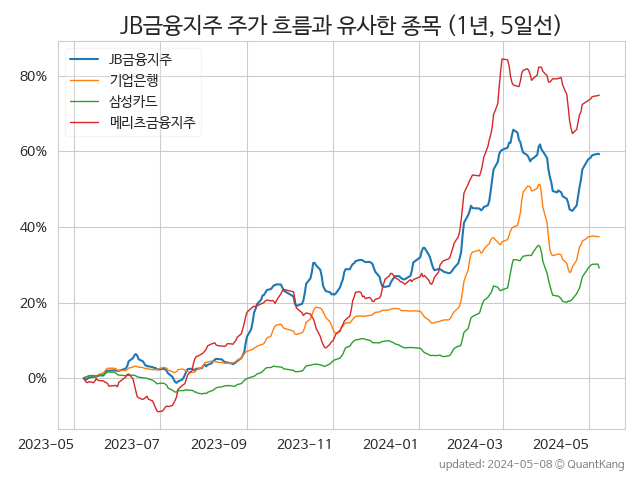 JB금융지주 주가 흐름과 유사한 종목 (1년, 5일선)
JB금융지주
기업은행
삼성카드
메리츠금융지주
80%
60%
40%
20%
0%
2023-05 2023-07 2023-09 2023-11 2024-01 2024-03 2024-05
updated: 2024-05-08 © QuantKang